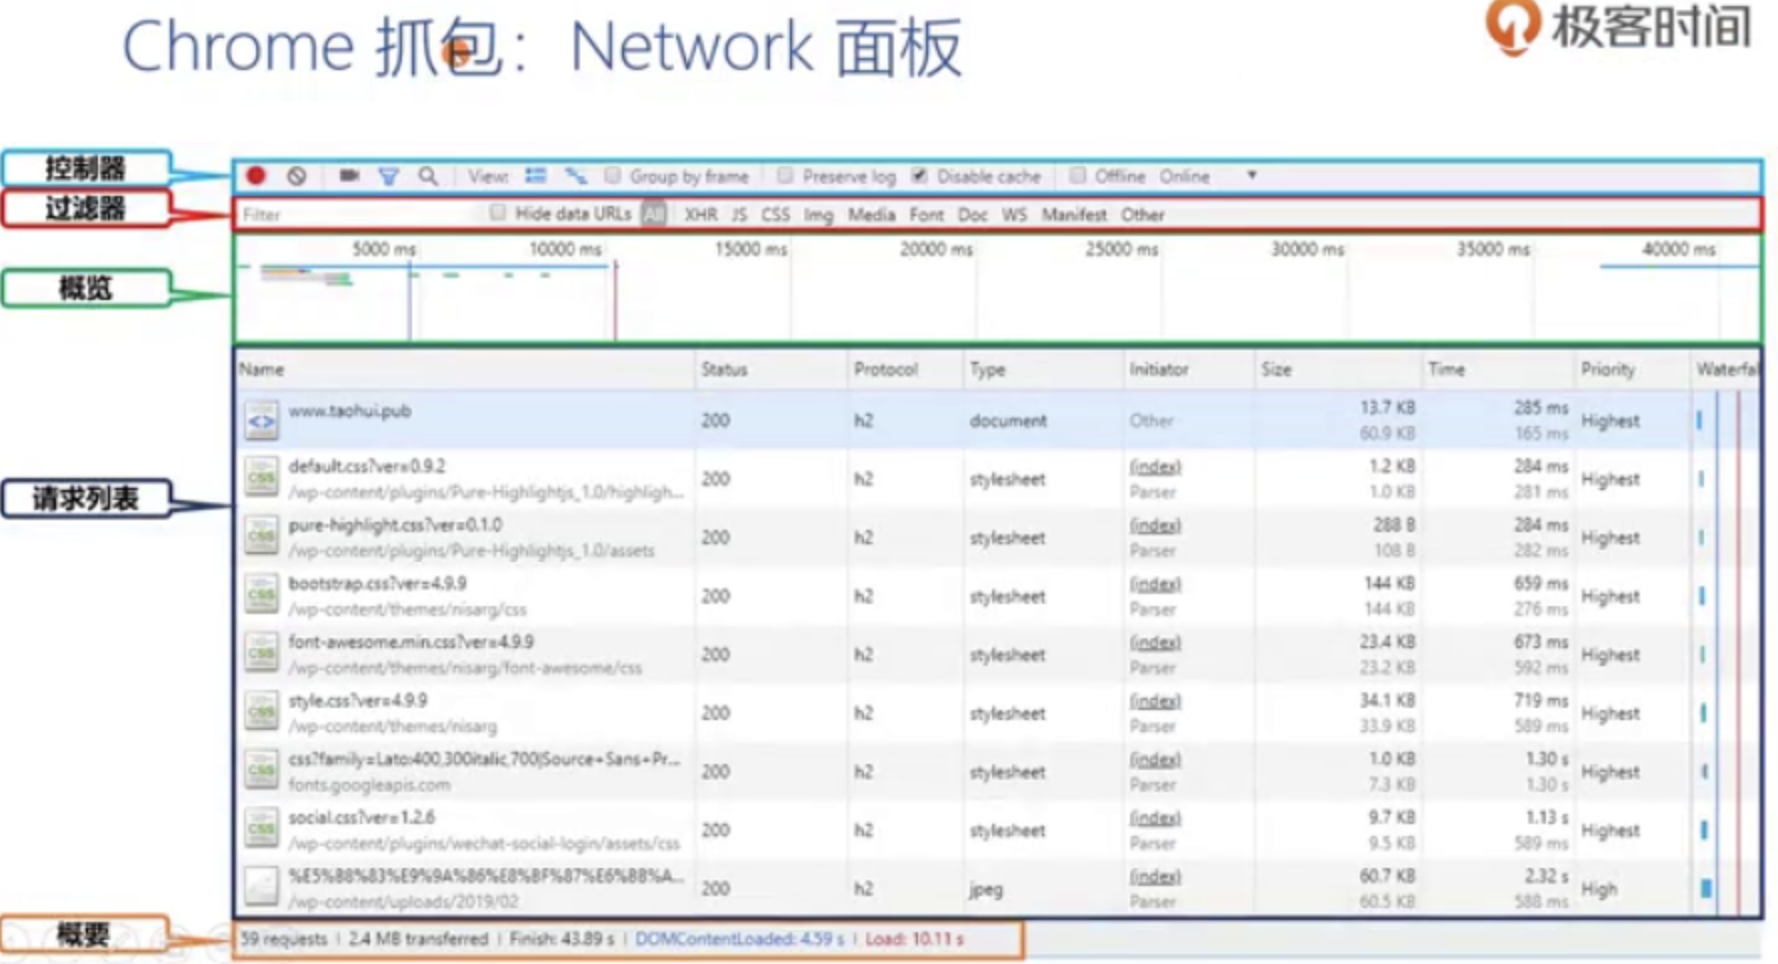 Chrome 抓包：Network 面板
极客时间
控制器
View: Group by frame Preserve log Disable cache Offline Online
过滤器
Filter Hide data URLs All XHR JS CSS Img Media Font Doc WS Manifest Other
概览
5000 ms 10000 ms 15000 ms 20000 ms 25000 ms 30000 ms 35000 ms 40000 ms
请求列表
Name Status Protocol Type Initiator Size Time Priority Waterfal
www.taohui.pub 200 h2 document Other 13.7 KB 285 ms Highest
60.9 KB 165 ms
default.css?ver=0.9.2 200 h2 stylesheet (index) 1.2 KB 284 ms Highest
/wp-content/plugins/Pure-Highlightjs_1.0/highligh... Parser 1.0 KB 281 ms
pure-highlight.css?ver=0.1.0 200 h2 stylesheet (index) 288 B 284 ms Highest
/wp-content/plugins/Pure-Highlightjs_1.0/assets Parser 108 B 282 ms
bootstrap.css?ver=4.9.9 200 h2 stylesheet (index) 144 KB 659 ms Highest
/wp-content/themes/nisarg/css Parser 144 KB 276 ms
font-awesome.min.css?ver=4.9.9 200 h2 stylesheet (index) 23.4 KB 673 ms Highest
/wp-content/themes/nisarg/font-awesome/css Parser 23.2 KB 592 ms
style.css?ver=4.9.9 200 h2 stylesheet (index) 34.1 KB 719 ms Highest
/wp-content/themes/nisarg Parser 33.9 KB 589 ms
css?family=Lato:400,300italic,700|Source+Sans+Pr... 200 h2 stylesheet (index) 1.0 KB 1.30 s Highest
fonts.googleapis.com Parser 7.3 KB 1.30 s
social.css?ver=1.2.6 200 h2 stylesheet (index) 9.7 KB 1.13 s Highest
/wp-content/plugins/wechat-social-login/assets/css Parser 9.5 KB 589 ms
%E5%B8%83%E9%9A%86%E8%BF%87%E6%BB%A... 200 h2 jpeg (index) 60.7 KB 2.32 s High
/wp-content/uploads/2019/02 Parser 60.5 KB 588 ms
概要
59 requests | 2.4 MB transferred | Finish: 43.89 s | DOMContentLoaded: 4.59 s | Load: 10.11 s